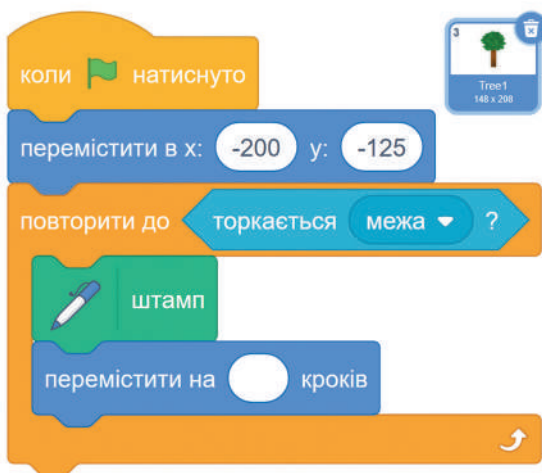 коли натиснуто
3
Tree1
148 x 208
перемістити в x: -200 y: -125
повторити до торкається межа ?
штамп
перемістити на кроків